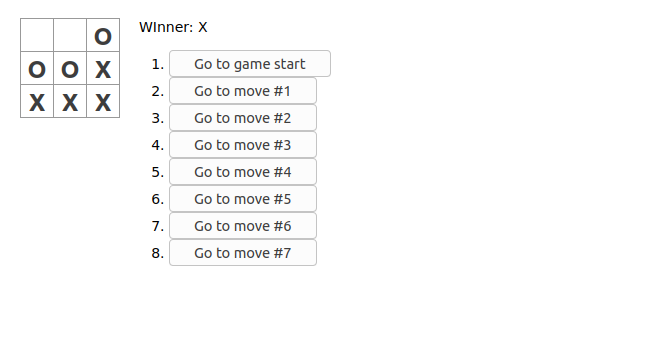 O
O O X
X X X
WInner: X
1. Go to game start
2. Go to move #1
3. Go to move #2
4. Go to move #3
5. Go to move #4
6. Go to move #5
7. Go to move #6
8. Go to move #7